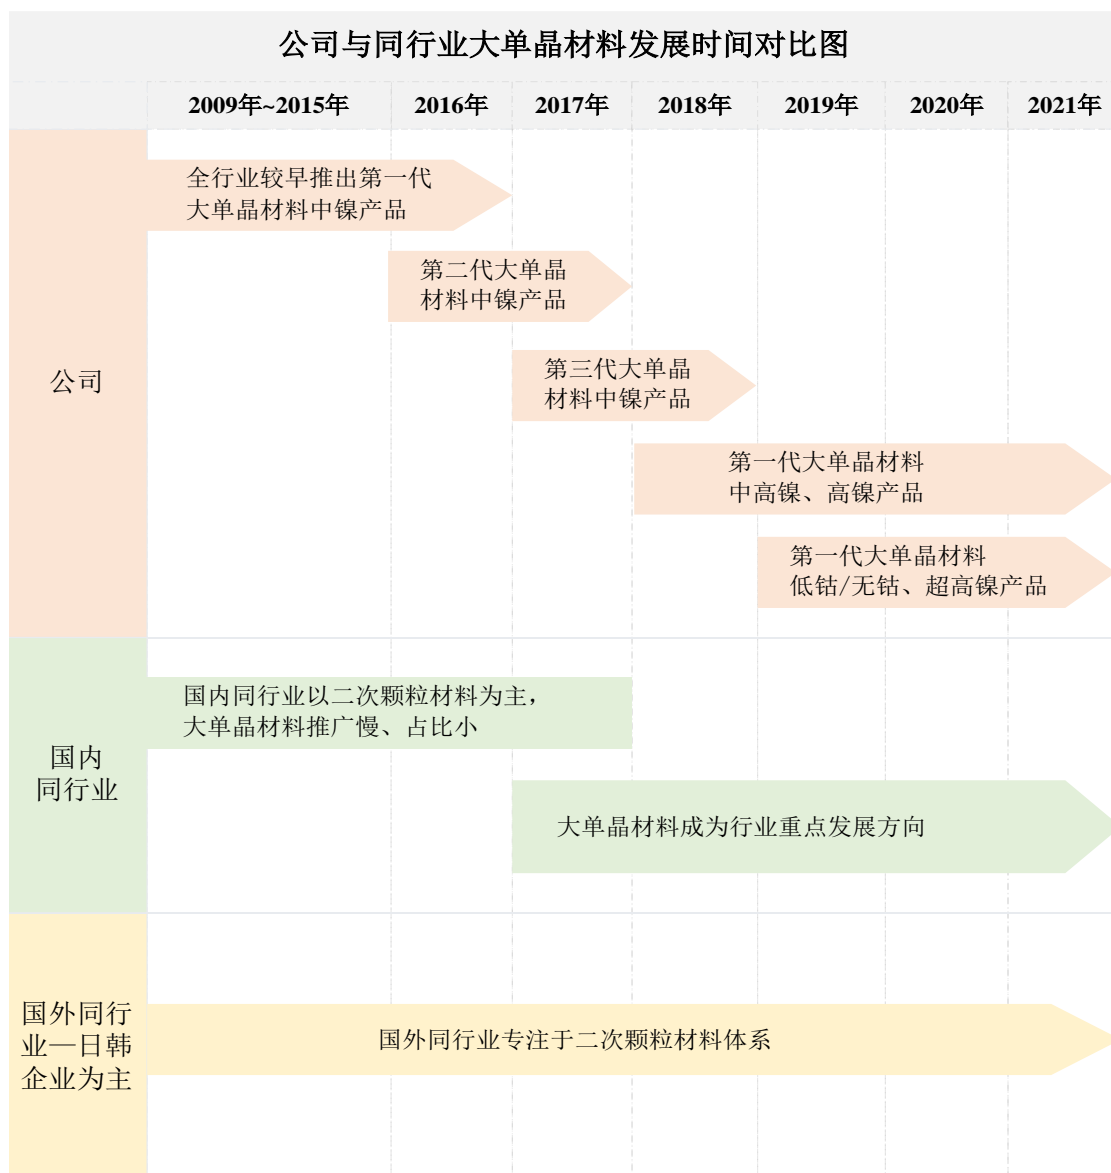 公司与同行业大单晶材料发展时间对比图
2009年~2015年 2016年 2017年 2018年 2019年 2020年 2021年
公司
全行业较早推出第一代
大单晶材料中镍产品
第二代大单晶
材料中镍产品
第三代大单晶
材料中镍产品
第一代大单晶材料
中高镍、高镍产品
第一代大单晶材料
低钴/无钴、超高镍产品
国内
同行业
国内同行业以二次颗粒材料为主，
大单晶材料推广慢、占比小
大单晶材料成为行业重点发展方向
国外同行
业—日韩
企业为主
国外同行业专注于二次颗粒材料体系